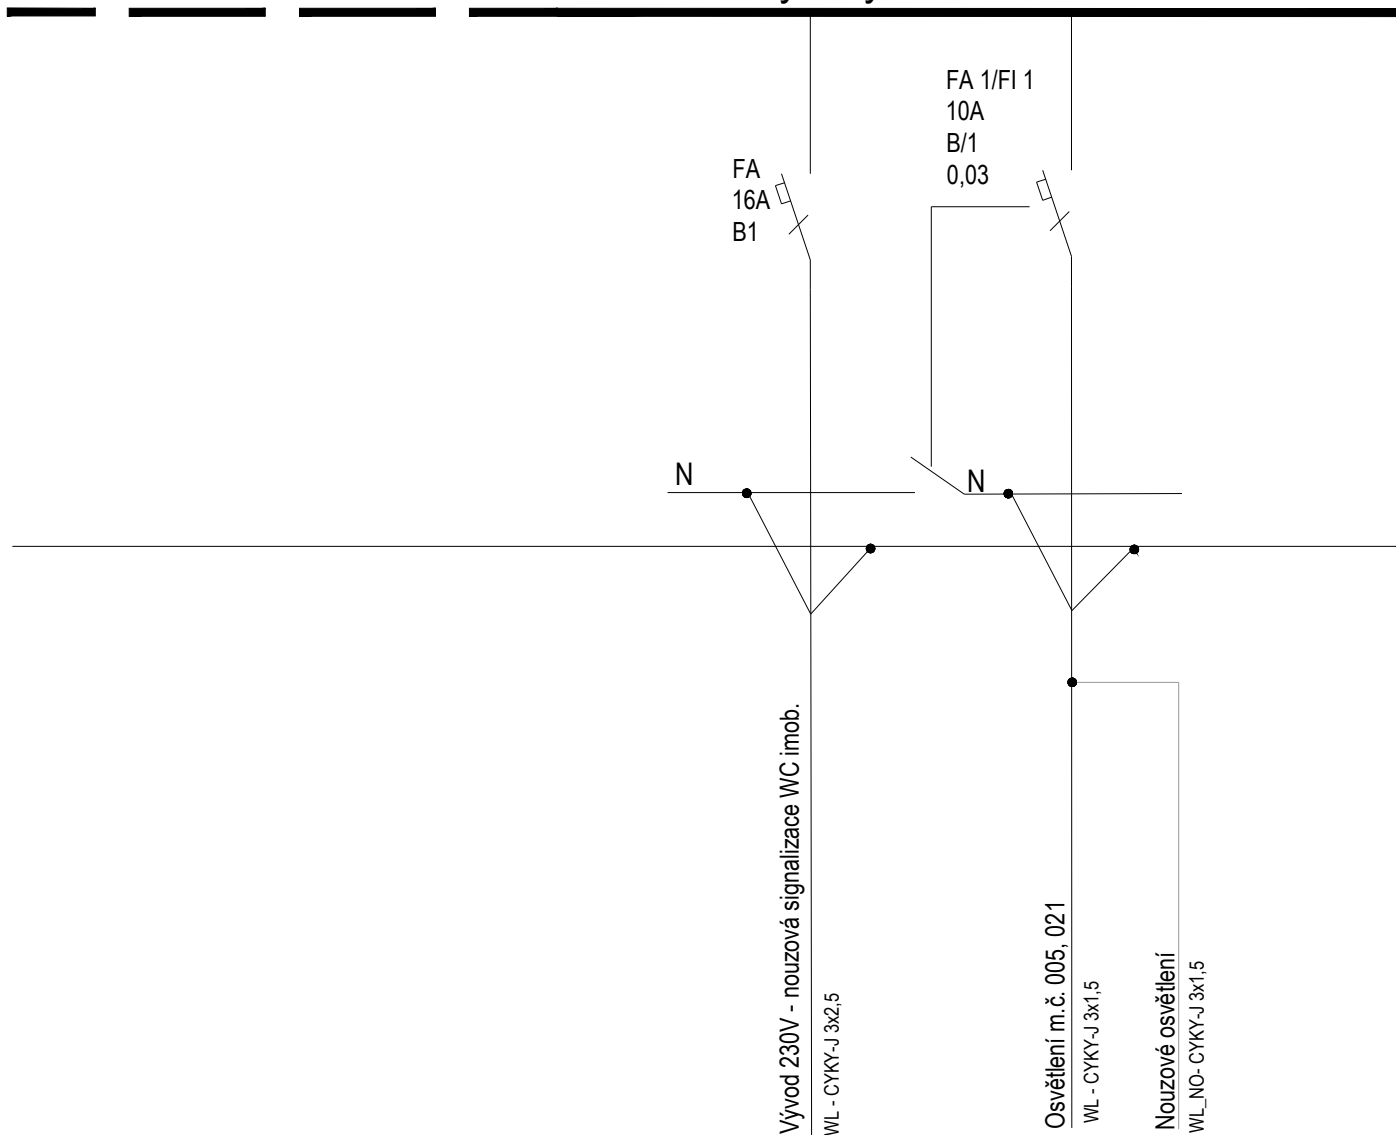 FA 1/FI 1
10A
B/1
0,03
FA
16A
B1
N
N
Vývod 230V - nouzová signalizace WC imob.
WL - CYKY-J 3x2,5
Osvětlení m.č. 005, 021
WL - CYKY-J 3x1,5
Nouzové osvětlení
WL_NO- CYKY-J 3x1,5